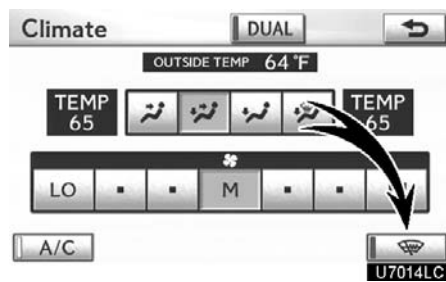 Climate DUAL
OUTSIDE TEMP 64 °F
TEMP 65 TEMP 65
LO M
A/C
U7014LC